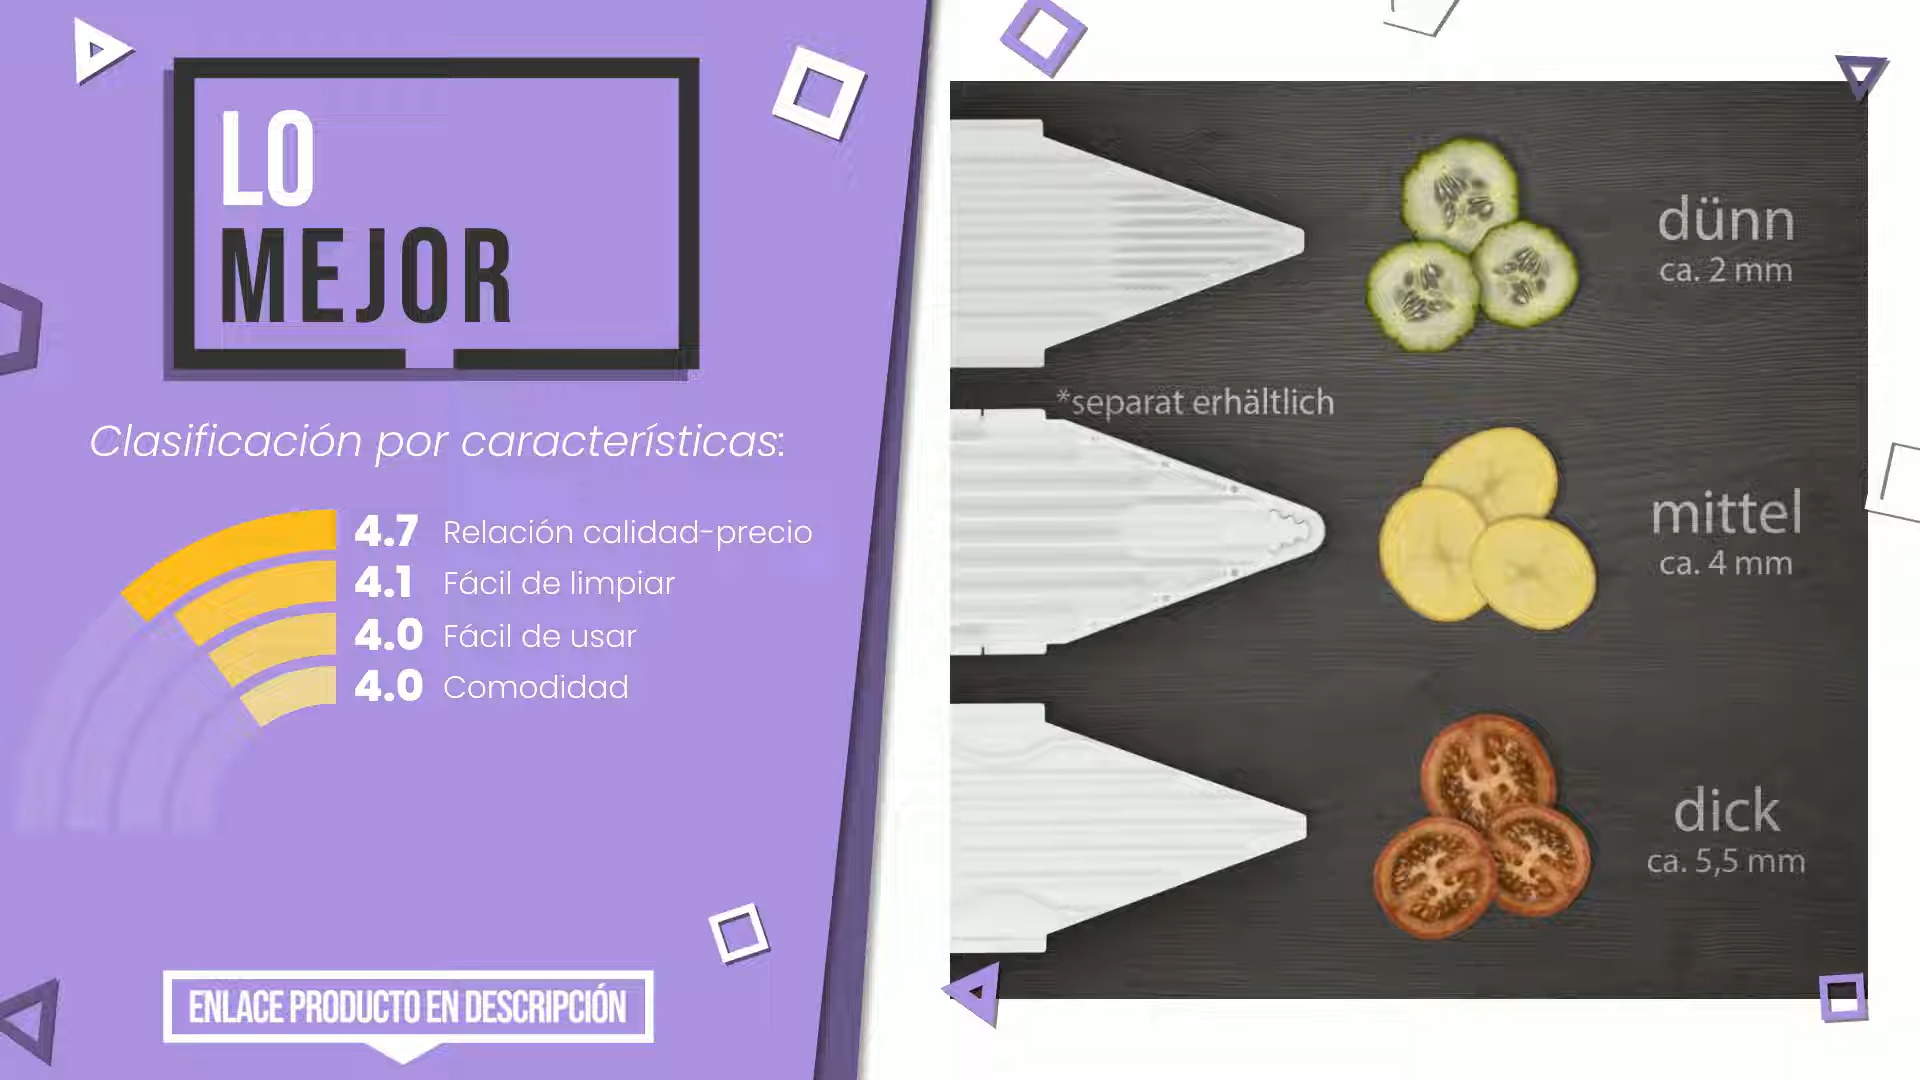 LO
MEJOR
Clasificación por características:
4.7 Relación calidad-precio
4.1 Fácil de limpiar
4.0 Fácil de usar
4.0 Comodidad
ENLACE PRODUCTO EN DESCRIPCIÓN
dünn
ca. 2 mm
*separat erhältlich
mittel
ca. 4 mm
dick
ca. 5,5 mm